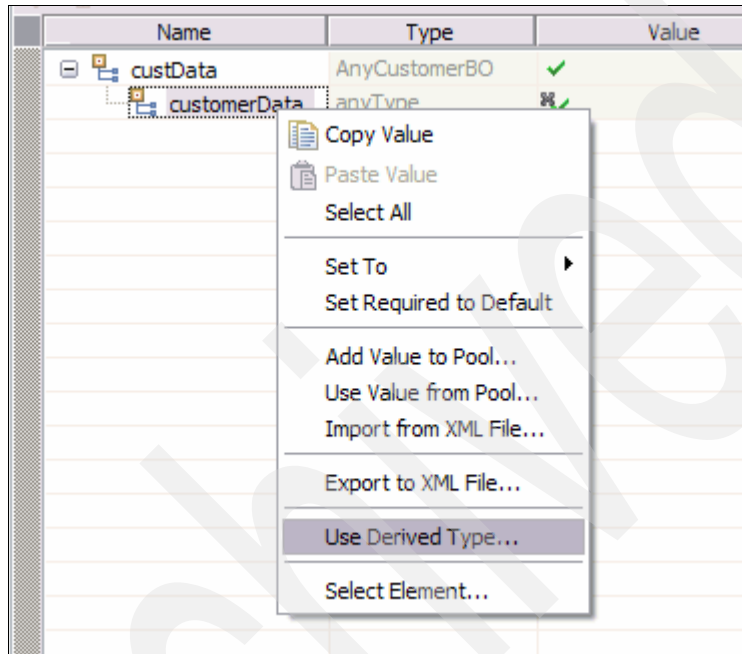 Name Type Value
custData AnyCustomerBO
customerData anyType
Copy Value
Paste Value
Select All
Set To
Set Required to Default
Add Value to Pool...
Use Value from Pool...
Import from XML File...
Export to XML File...
Use Derived Type...
Select Element...